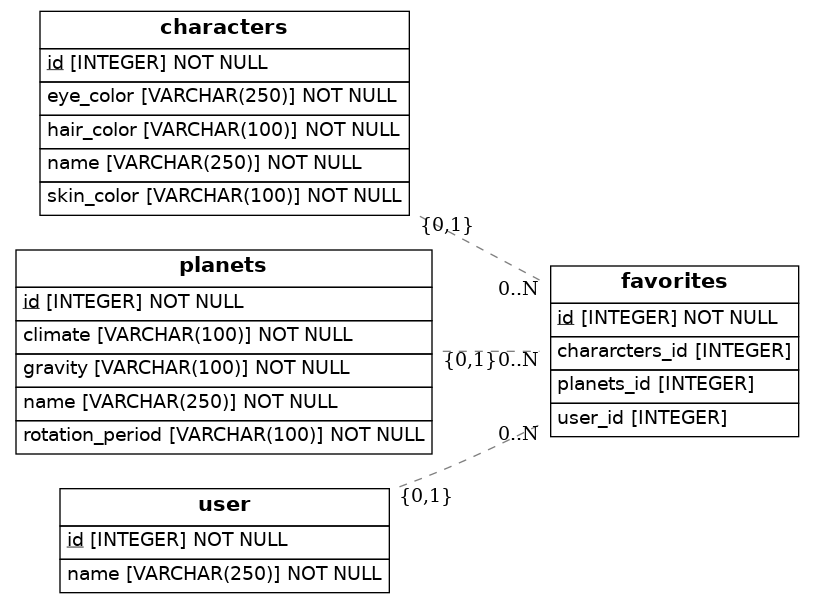 characters
id [INTEGER] NOT NULL
eye_color [VARCHAR(250)] NOT NULL
hair_color [VARCHAR(100)] NOT NULL
name [VARCHAR(250)] NOT NULL
skin_color [VARCHAR(100)] NOT NULL
{0,1}
0..N
planets
id [INTEGER] NOT NULL
climate [VARCHAR(100)] NOT NULL
gravity [VARCHAR(100)] NOT NULL
name [VARCHAR(250)] NOT NULL
rotation_period [VARCHAR(100)] NOT NULL
{0,1}
0..N
favorites
id [INTEGER] NOT NULL
chararcters_id [INTEGER]
planets_id [INTEGER]
user_id [INTEGER]
0..N
{0,1}
user
id [INTEGER] NOT NULL
name [VARCHAR(250)] NOT NULL